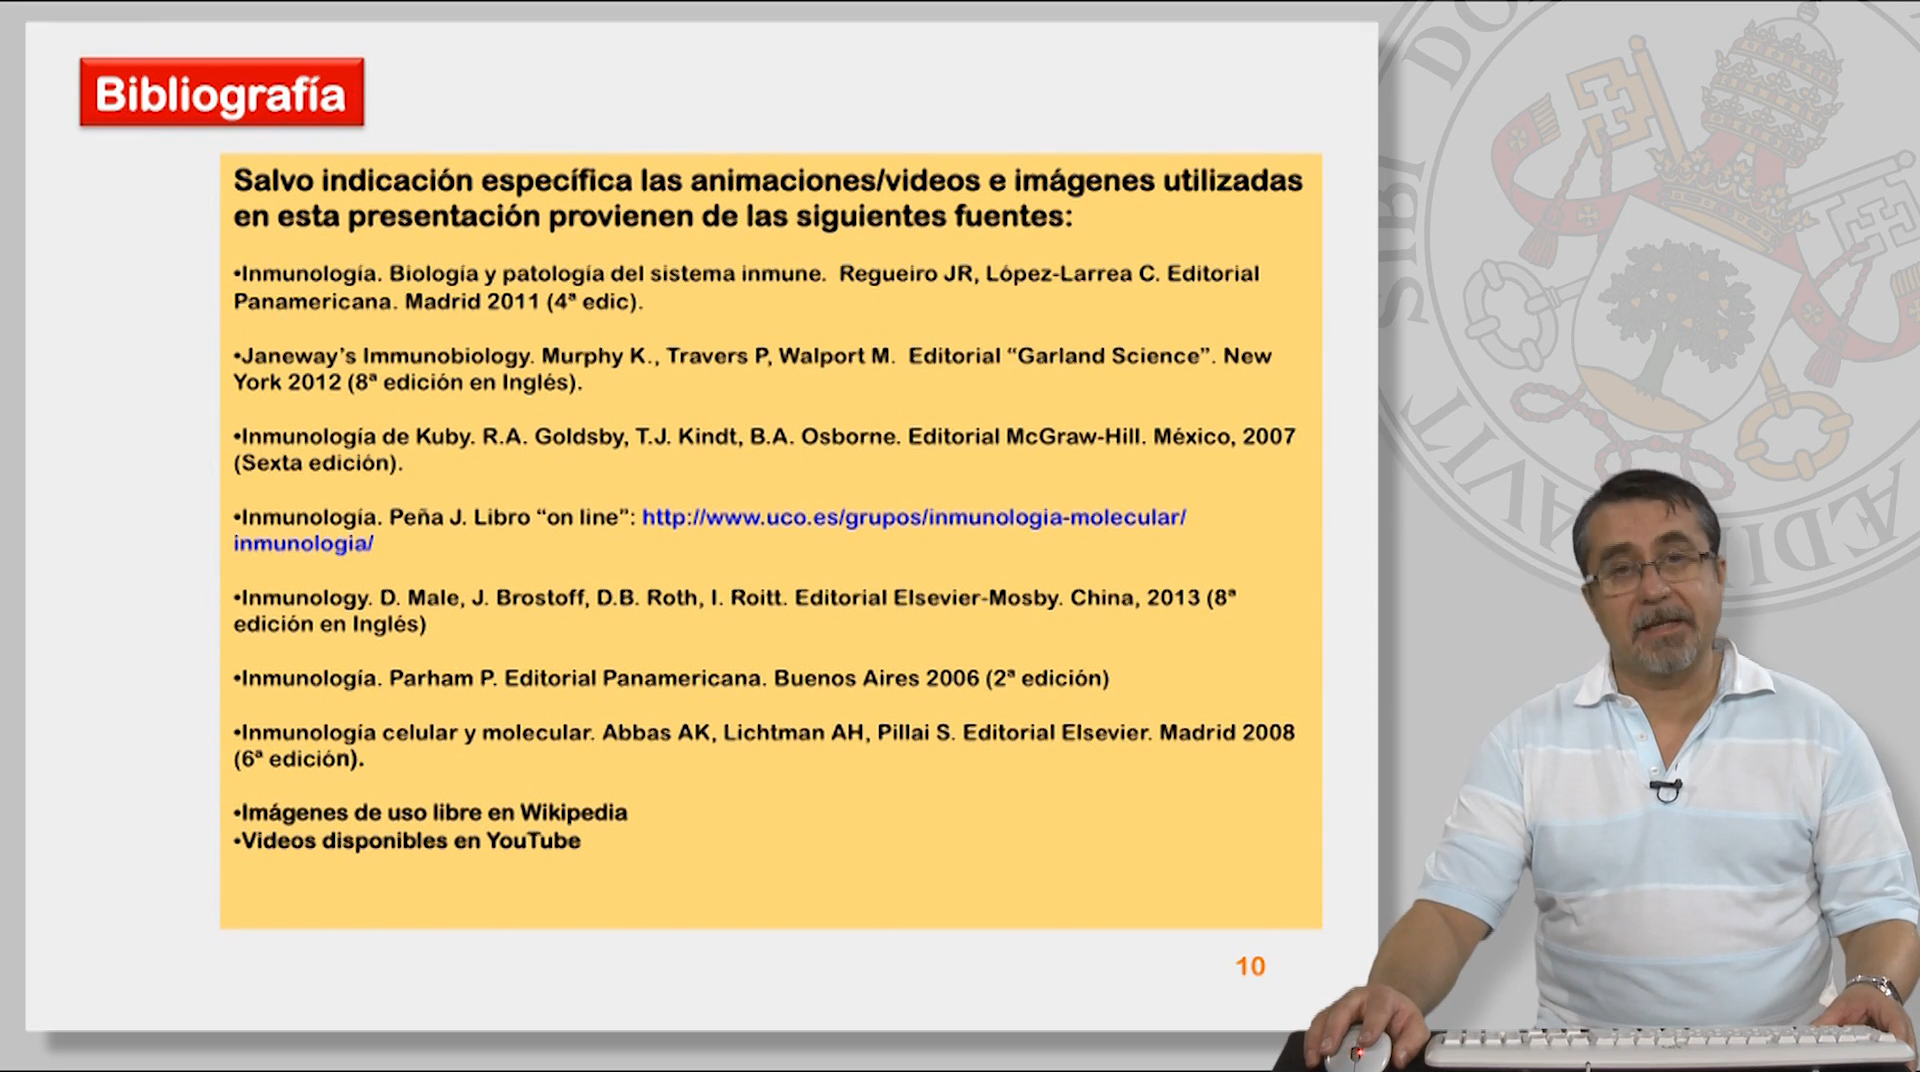 Bibliografía
Salvo indicación específica las animaciones/videos e imágenes utilizadas
en esta presentación provienen de las siguientes fuentes:
•Inmunología. Biología y patología del sistema inmune.  Regueiro JR, López-Larrea C. Editorial
Panamericana. Madrid 2011 (4ª edic).
•Janeway’s Immunobiology. Murphy K., Travers P, Walport M.  Editorial “Garland Science”. New
York 2012 (8ª edición en Inglés).
•Inmunología de Kuby. R.A. Goldsby, T.J. Kindt, B.A. Osborne. Editorial McGraw-Hill. México, 2007
(Sexta edición).
•Inmunología. Peña J. Libro “on line”: http://www.uco.es/grupos/inmunologia-molecular/
inmunologia/
•Inmunology. D. Male, J. Brostoff, D.B. Roth, I. Roitt. Editorial Elsevier-Mosby. China, 2013 (8ª
edición en Inglés)
•Inmunología. Parham P. Editorial Panamericana. Buenos Aires 2006 (2ª edición)
•Inmunología celular y molecular. Abbas AK, Lichtman AH, Pillai S. Editorial Elsevier. Madrid 2008
(6ª edición).
•Imágenes de uso libre en Wikipedia
•Videos disponibles en YouTube
10
SIBI
ÆDI